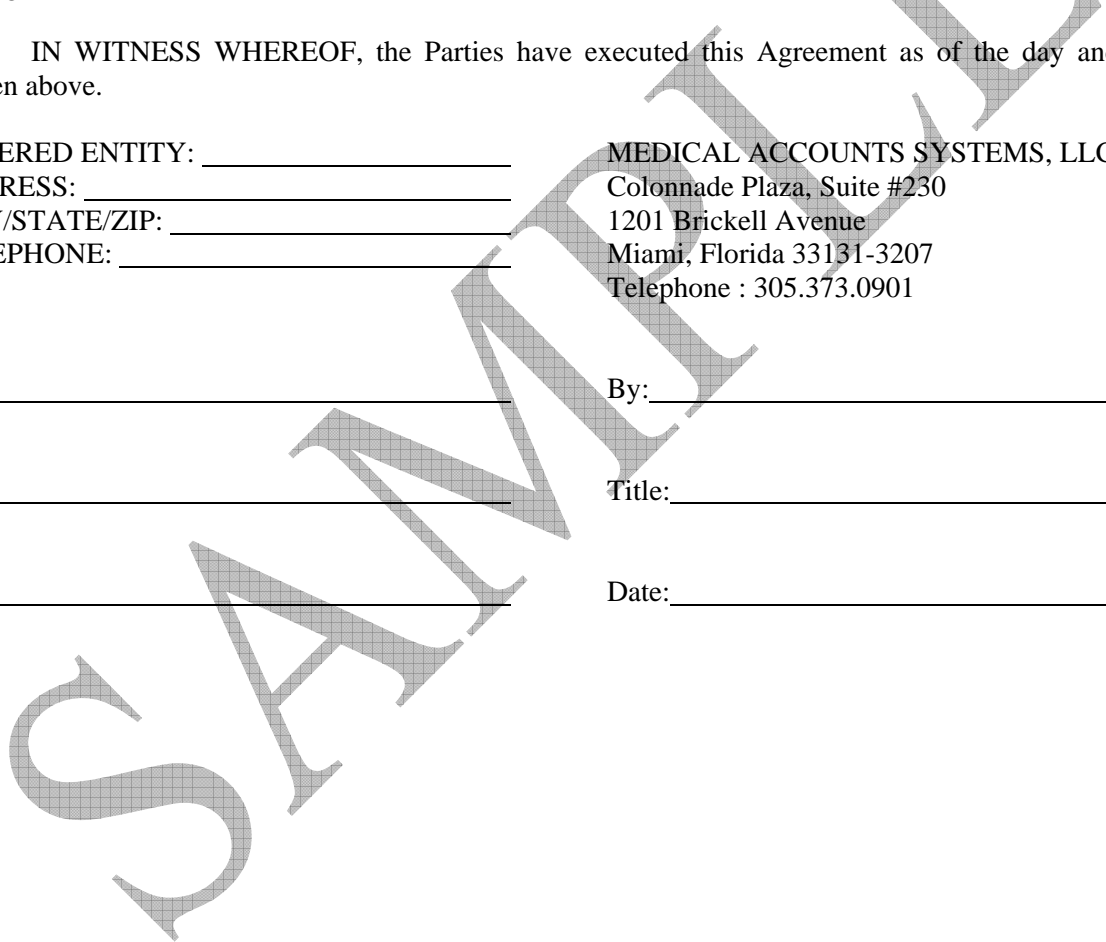 IN WITNESS WHEREOF, the Parties have executed this Agreement as of the day an
en above.
ERED ENTITY:
RESS:
/STATE/ZIP:
EPHONE:
MEDICAL ACCOUNTS SYSTEMS, LLC
Colonnade Plaza, Suite #230
1201 Brickell Avenue
Miami, Florida 33131-3207
Telephone : 305.373.0901
By:
Title:
Date:
SAMPLE